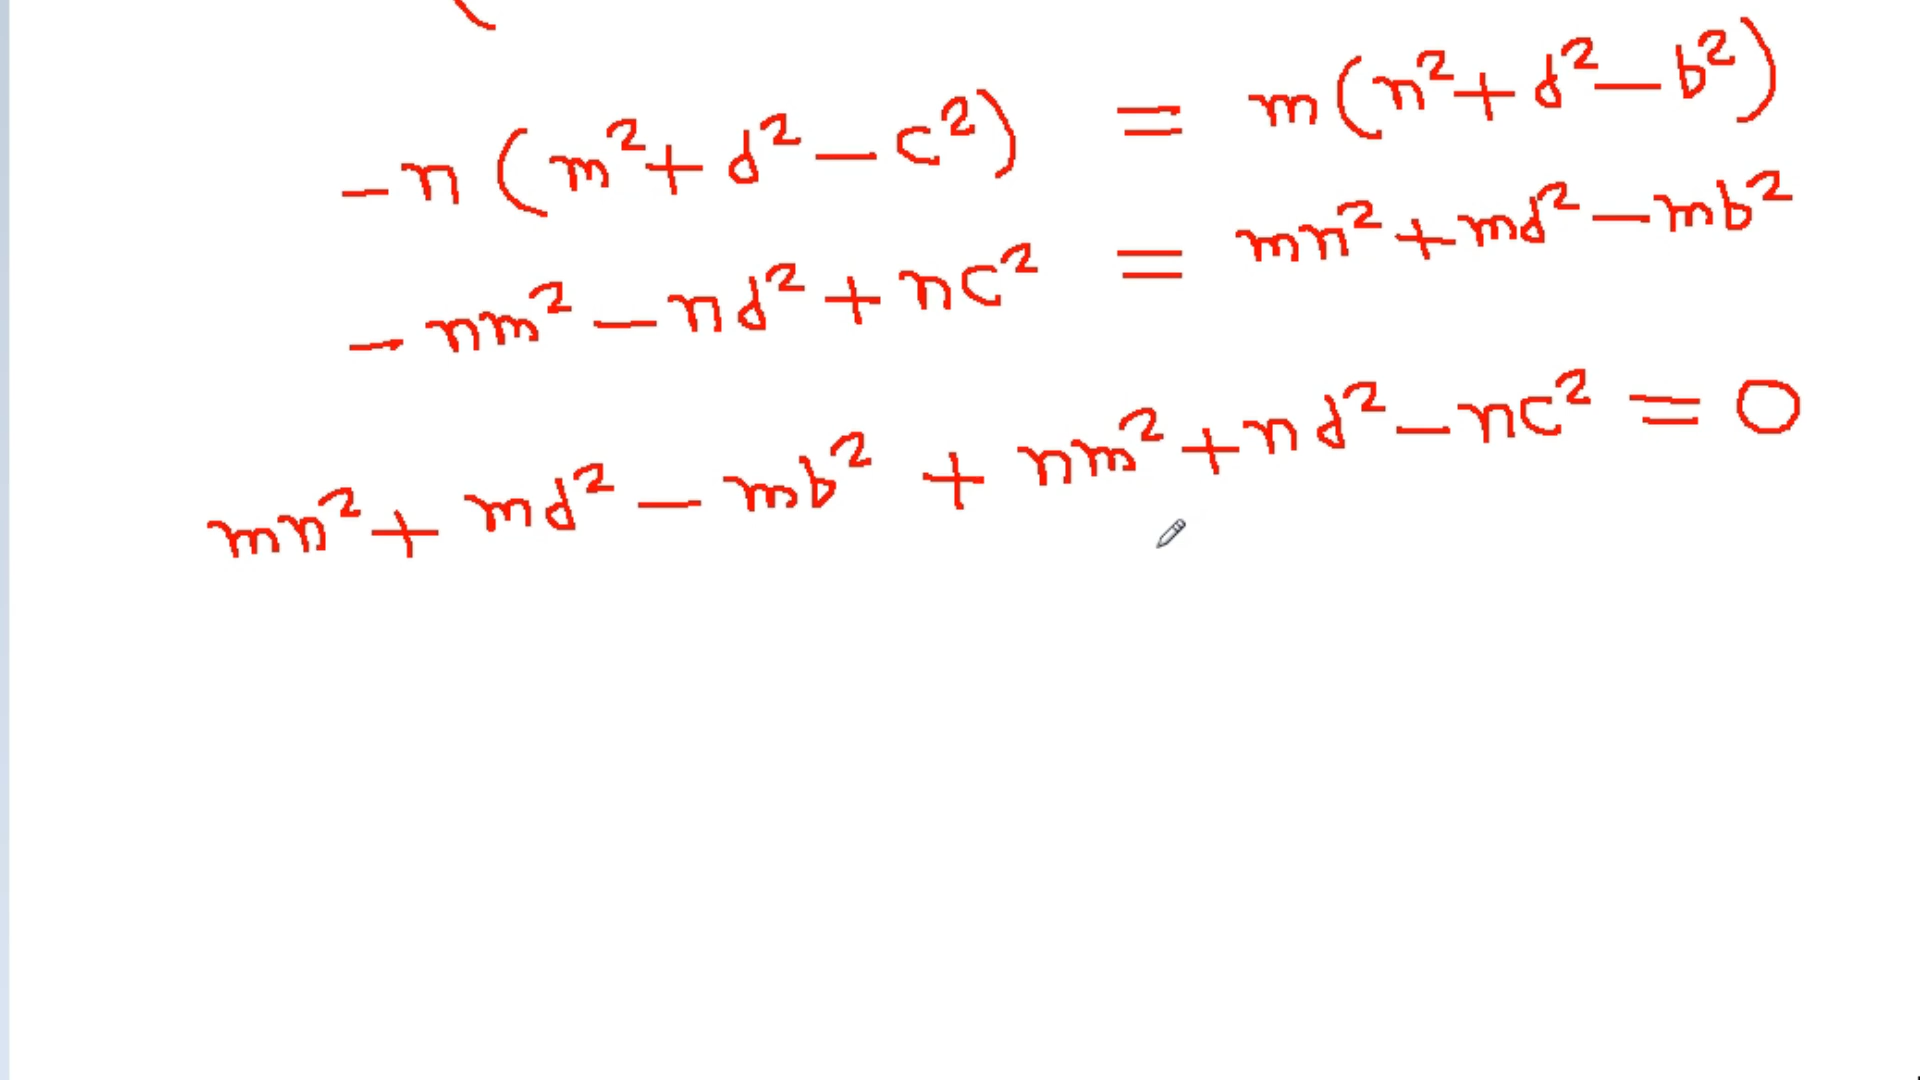 -n(m²+d²-c²) = m(n²+d²-b²)
-nm²-nd²+nc² = mn²+md²-mb²
mn²+md²-mb²+nm²+nd²-nc²=0